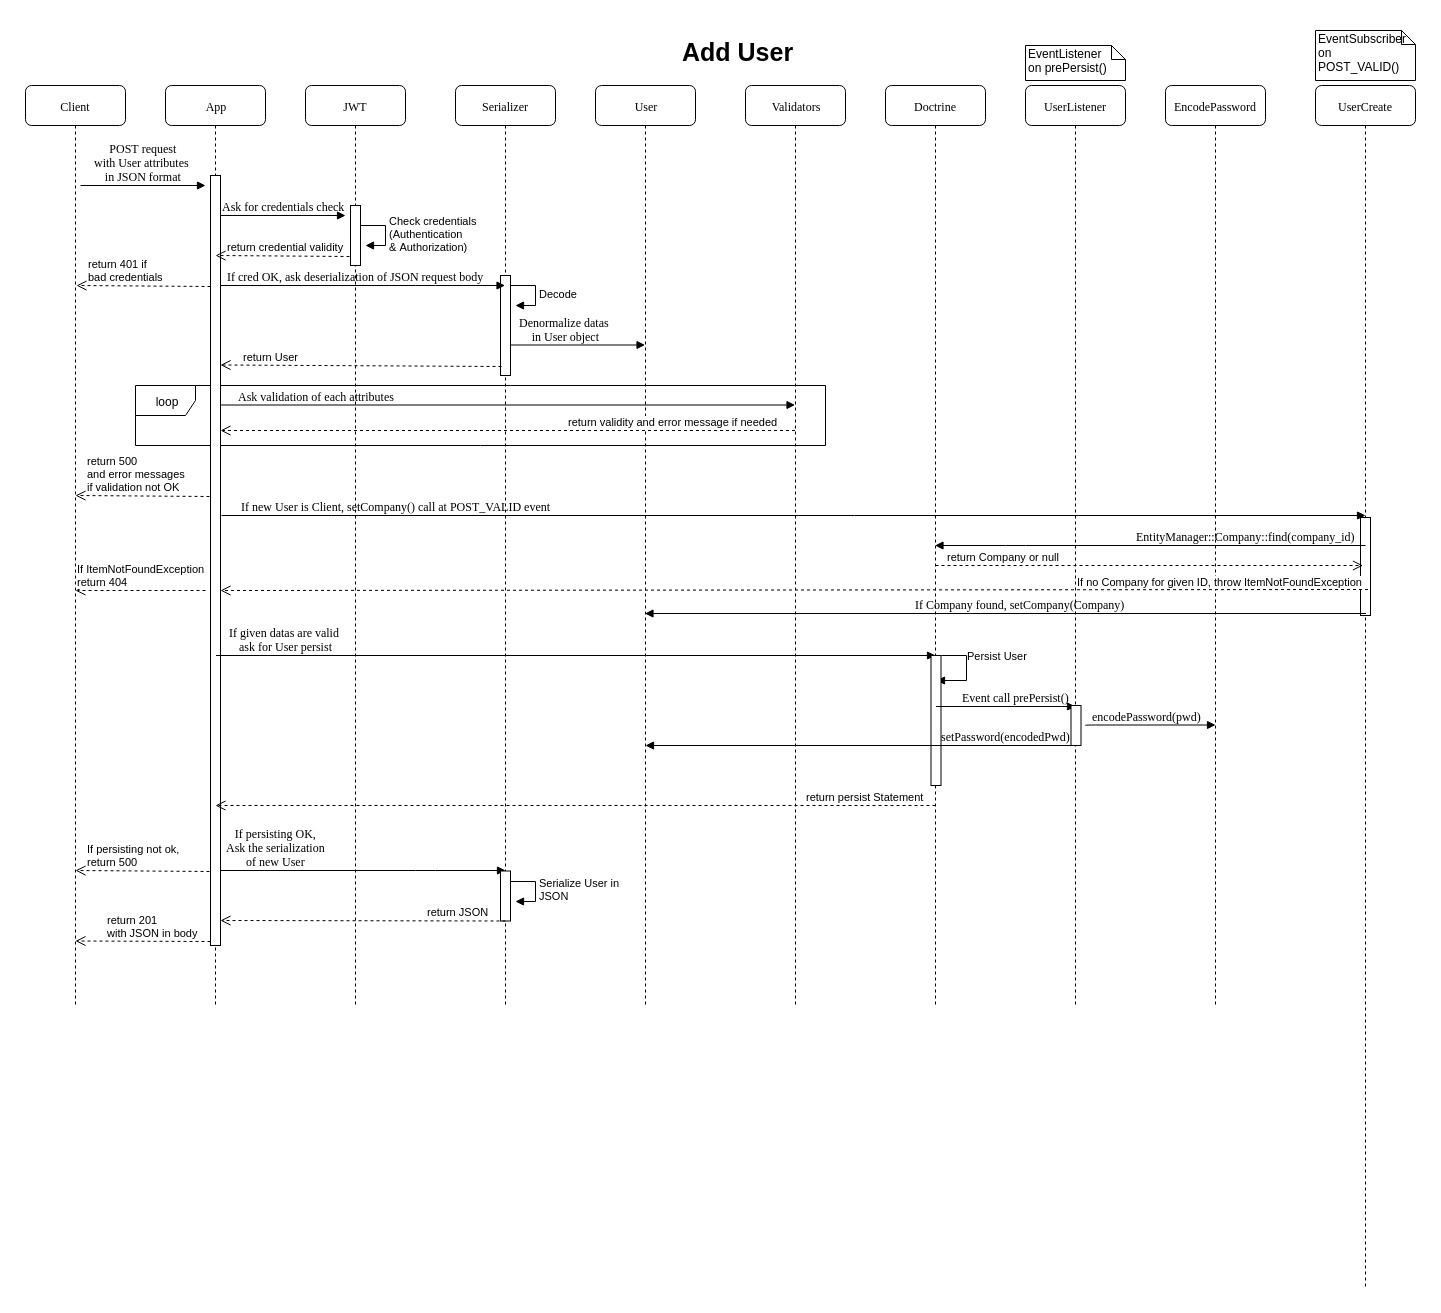 Add User
EventListener
on prePersist()
EventSubscriber
on
POST_VALID()
Client
App
JWT
Serializer
User
Validators
Doctrine
UserListener
EncodePassword
UserCreate
POST request
with User attributes
in JSON format
Ask for credentials check
Check credentials
(Authentication
& Authorization)
return credential validity
return 401 if
bad credentials
If cred OK, ask deserialization of JSON request body
Decode
Denormalize datas
in User object
return User
loop
Ask validation of each attributes
return validity and error message if needed
return 500
and error messages
if validation not OK
If new User is Client, setCompany() call at POST_VALID event
EntityManager::Company::find(company_id)
return Company or null
If ItemNotFoundException
return 404
If no Company for given ID, throw ItemNotFoundException
If Company found, setCompany(Company)
If given datas are valid
ask for User persist
Persist User
Event call prePersist()
encodePassword(pwd)
setPassword(encodedPwd)
return persist Statement
If persisting not ok,
return 500
If persisting OK,
Ask the serialization
of new User
Serialize User in
JSON
return JSON
return 201
with JSON in body